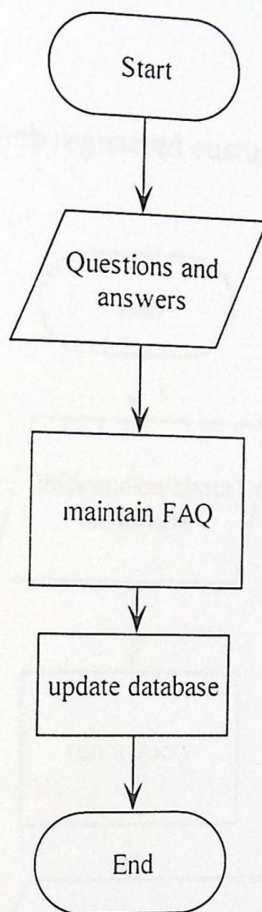 Start
Questions and
answers
maintain FAQ
update database
End